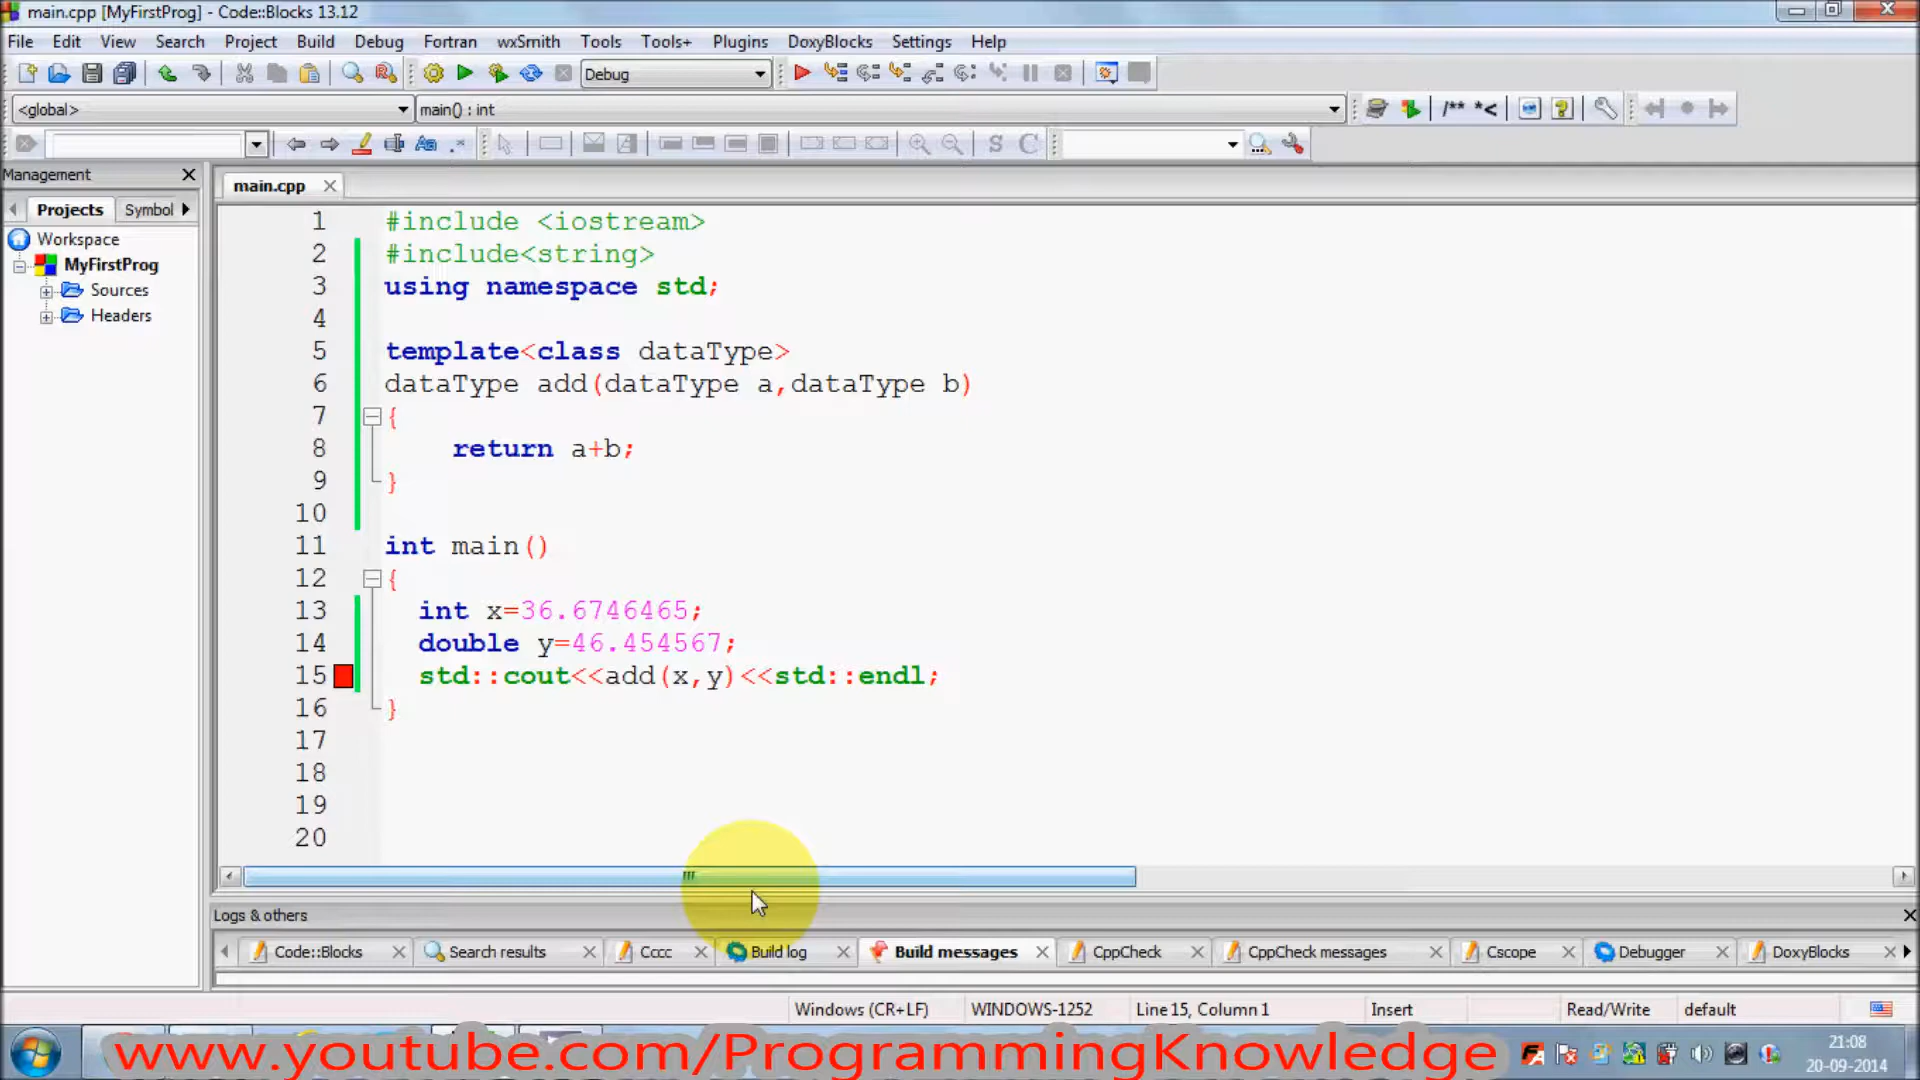 main.cpp [MyFirstProg] - Code::Blocks 13.12
File Edit View Search Project Build Debug Fortran wxSmith Tools Tools+ Plugins DoxyBlocks Settings Help
Debug
<global> main() : int /** *<
S C
Management
main.cpp
Projects Symbol
Workspace
MyFirstProg
Sources
Headers
1 #include <iostream>
2 #include<string>
3 using namespace std;
4
5 template<class dataType>
6 dataType add(dataType a,dataType b)
7 {
8 return a+b;
9 }
10
11 int main()
12 {
13 int x=36.6746465;
14 double y=46.454567;
15 std::cout<<add(x,y)<<std::endl;
16 }
17
18
19
20
Logs & others
Code::Blocks Search results Cccc Build log Build messages CppCheck CppCheck messages Cscope Debugger DoxyBlocks
Windows (CR+LF) WINDOWS-1252 Line 15, Column 1 Insert Read/Write default
www.youtube.com/ProgrammingKnowledge
21:08
20-09-2014